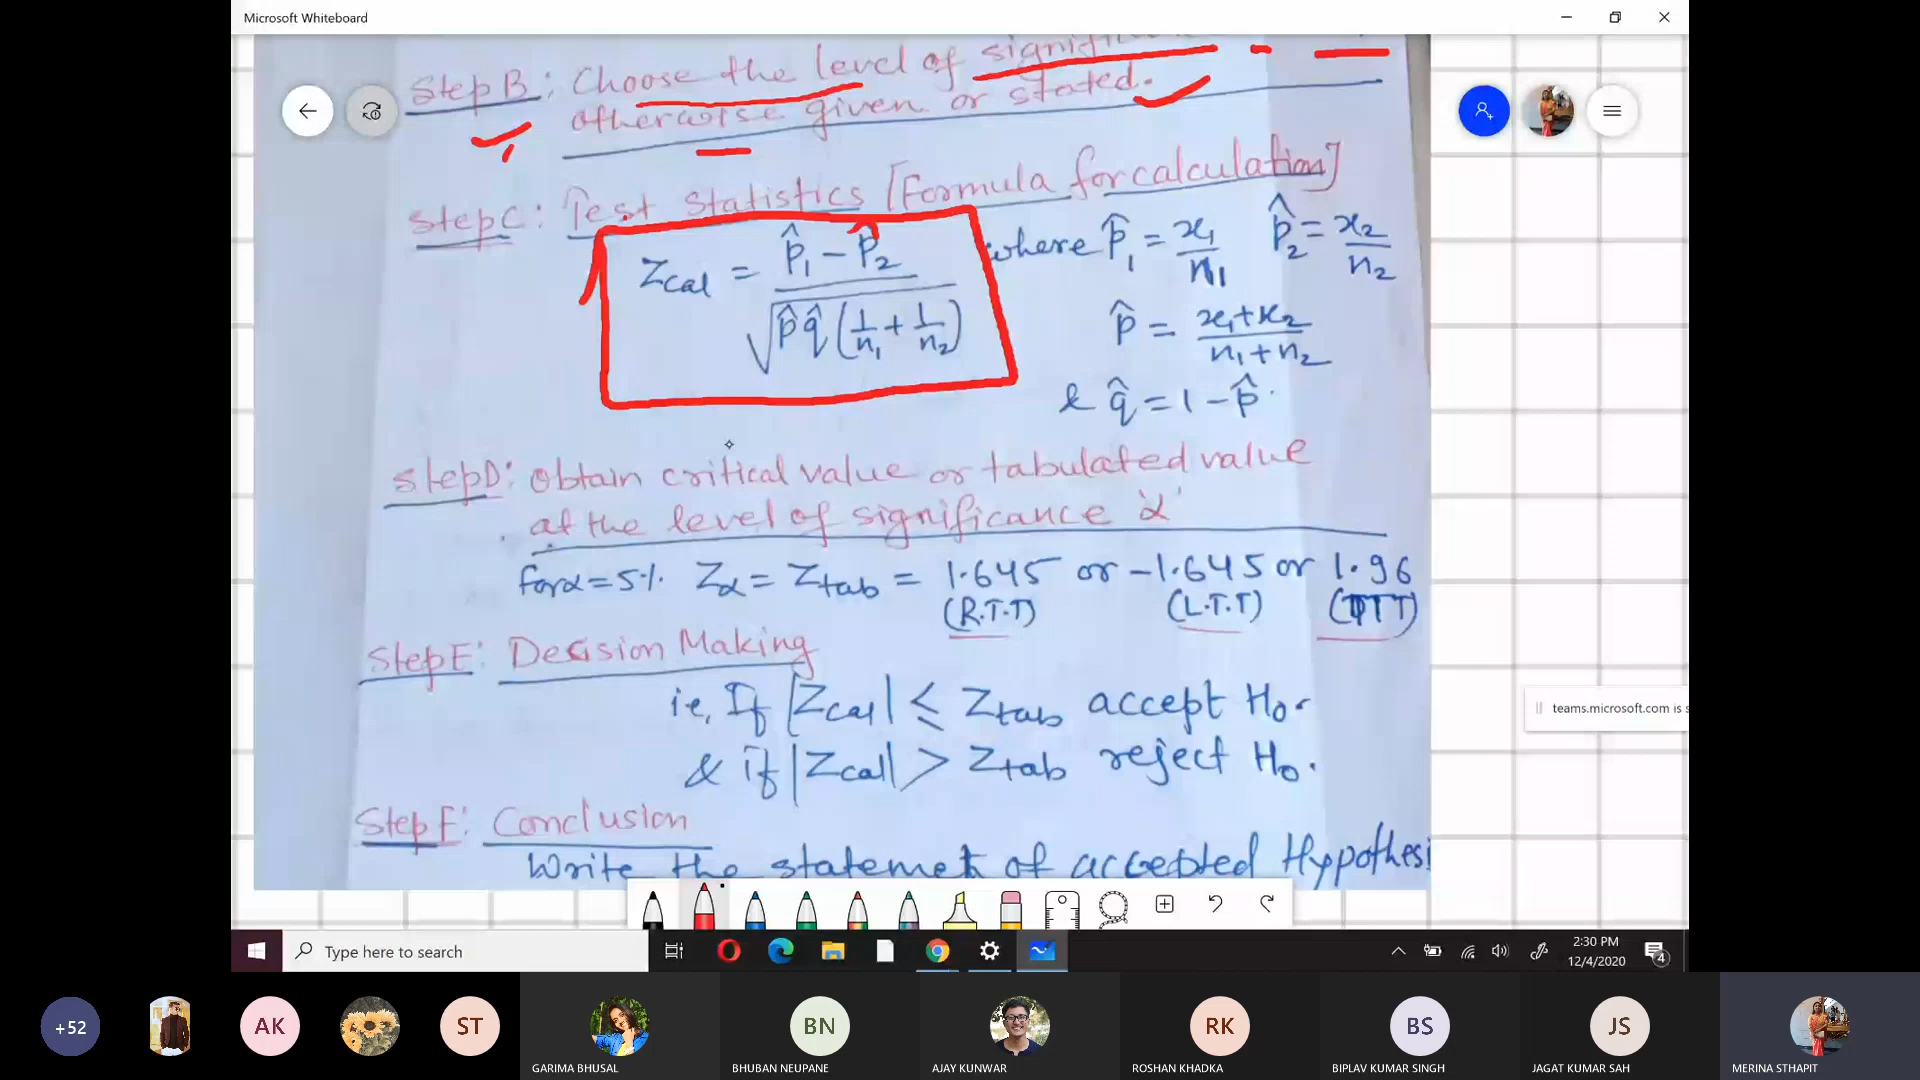 Microsoft Whiteboard
Step B: Choose the level of
otherwise given or stated.
Step C: Test Statistics [Formula for calculation]
Zcal = p̂₁ − p̂₂ / √p̂q̂(1/n₁ + 1/n₂)
where p̂₁ = x₁/n₁ p̂₂ = x₂/n₂
p̂ = x₁+x₂/n₁+n₂
& q̂ = 1 − p̂.
Step D: Obtain critical value or tabulated value
at the level of significance 'α'
for α = 5% Zα = Ztab = 1.645 or −1.645 or 1.96
(R.T.T) (L.T.T) (TTT)
Step E: Decision Making
ie, If |Zcal| ≤ Ztab accept H₀.
& if |Zcal| > Ztab reject H₀.
Step F: Conclusion
Write the statemet of accepted Hypothesi
teams.microsoft.com is s
Type here to search
2:30 PM
12/4/2020
4
+52
AK
ST
BN
RK
BS
JS
GARIMA BHUSAL
BHUBAN NEUPANE
AJAY KUNWAR
ROSHAN KHADKA
BIPLAV KUMAR SINGH
JAGAT KUMAR SAH
MERINA STHAPIT